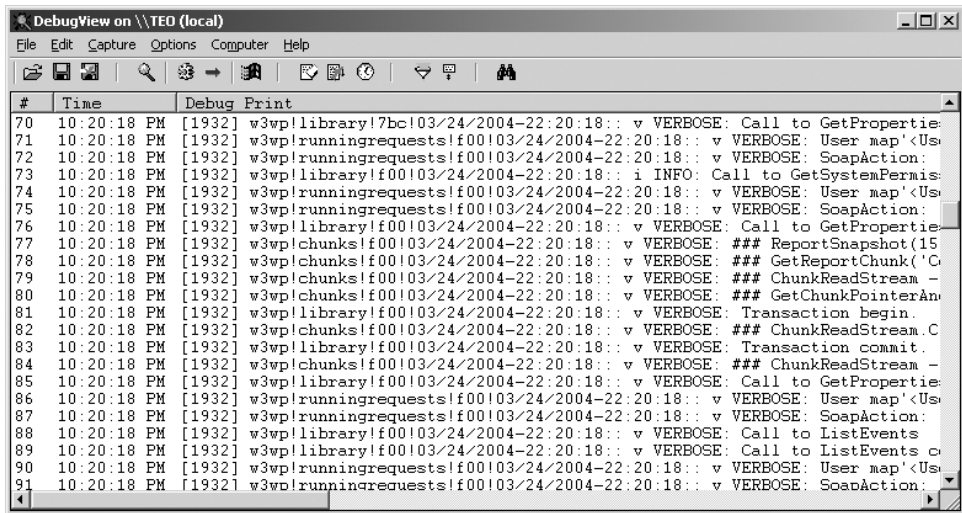 DebugView on \\TEO (local)
File Edit Capture Options Computer Help
# Time Debug Print
70 10:20:18 PM [1932] w3wp!library!7bc!03/24/2004-22:20:18:: v VERBOSE: Call to GetPropertie
71 10:20:18 PM [1932] w3wp!runningrequests!f00!03/24/2004-22:20:18:: v VERBOSE: User map'<Use
72 10:20:18 PM [1932] w3wp!runningrequests!f00!03/24/2004-22:20:18:: v VERBOSE: SoapAction:
73 10:20:18 PM [1932] w3wp!library!f00!03/24/2004-22:20:18:: i INFO: Call to GetSystemPermis
74 10:20:18 PM [1932] w3wp!runningrequests!f00!03/24/2004-22:20:18:: v VERBOSE: User map'<Use
75 10:20:18 PM [1932] w3wp!runningrequests!f00!03/24/2004-22:20:18:: v VERBOSE: SoapAction:
76 10:20:18 PM [1932] w3wp!library!f00!03/24/2004-22:20:18:: v VERBOSE: Call to GetPropertie
77 10:20:18 PM [1932] w3wp!chunks!f00!03/24/2004-22:20:18:: v VERBOSE: ### ReportSnapshot(15
78 10:20:18 PM [1932] w3wp!chunks!f00!03/24/2004-22:20:18:: v VERBOSE: ### GetReportChunk('Co
79 10:20:18 PM [1932] w3wp!chunks!f00!03/24/2004-22:20:18:: v VERBOSE: ### ChunkReadStream -
80 10:20:18 PM [1932] w3wp!chunks!f00!03/24/2004-22:20:18:: v VERBOSE: ### GetChunkPointerAn
81 10:20:18 PM [1932] w3wp!library!f00!03/24/2004-22:20:18:: v VERBOSE: Transaction begin.
82 10:20:18 PM [1932] w3wp!chunks!f00!03/24/2004-22:20:18:: v VERBOSE: ### ChunkReadStream.C
83 10:20:18 PM [1932] w3wp!library!f00!03/24/2004-22:20:18:: v VERBOSE: Transaction commit.
84 10:20:18 PM [1932] w3wp!chunks!f00!03/24/2004-22:20:18:: v VERBOSE: ### ChunkReadStream -
85 10:20:18 PM [1932] w3wp!library!f00!03/24/2004-22:20:18:: v VERBOSE: Call to GetPropertie
86 10:20:18 PM [1932] w3wp!runningrequests!f00!03/24/2004-22:20:18:: v VERBOSE: User map'<Use
87 10:20:18 PM [1932] w3wp!runningrequests!f00!03/24/2004-22:20:18:: v VERBOSE: SoapAction:
88 10:20:18 PM [1932] w3wp!library!f00!03/24/2004-22:20:18:: v VERBOSE: Call to ListEvents
89 10:20:18 PM [1932] w3wp!library!f00!03/24/2004-22:20:18:: v VERBOSE: Call to ListEvents co
90 10:20:18 PM [1932] w3wp!runningrequests!f00!03/24/2004-22:20:18:: v VERBOSE: User map'<Use
91 10:20:18 PM [1932] w3wp!runningrequests!f00!03/24/2004-22:20:18:: v VERBOSE: SoapAction: